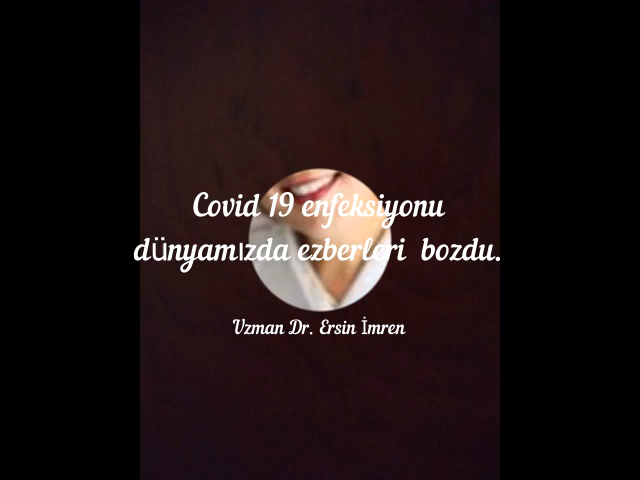 Covid 19 enfeksiyonu
dünyamızda ezberleri bozdu.
Uzman Dr. Ersin İmren